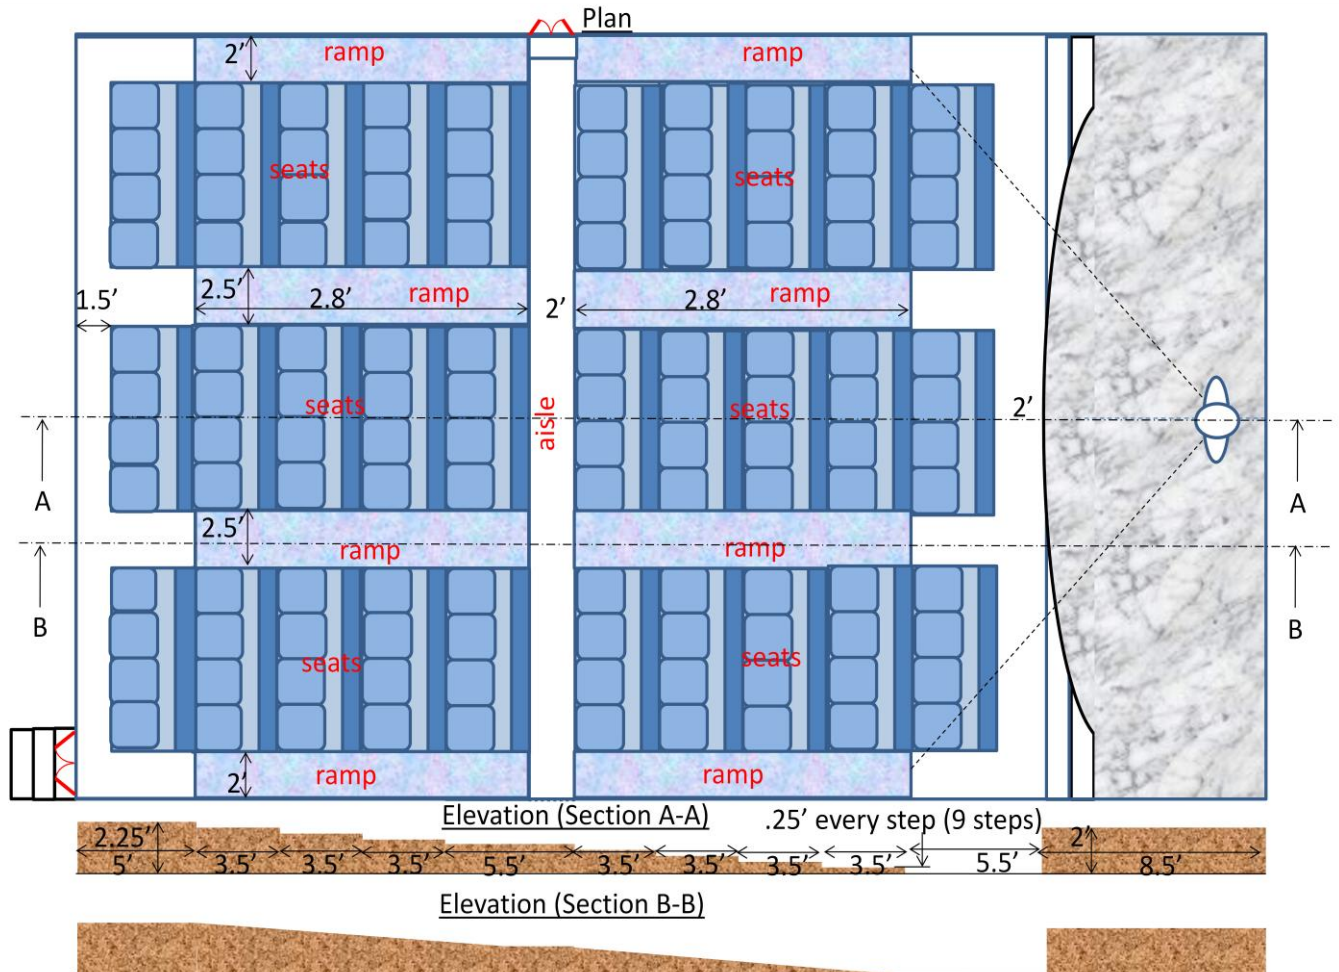 Plan
2’ ramp ramp
seats seats
1.5’ 2.5’ 2.8’ ramp 2’ 2.8’ ramp
seats aisle seats 2’
A A
2.5’ ramp ramp
B B
seats seats
2’ ramp ramp
Elevation (Section A-A) .25’ every step (9 steps)
2.25’ 2’
5’ 3.5’ 3.5’ 3.5’ 5.5’ 3.5’ 3.5’ 3.5’ 3.5’ 5.5’ 8.5’
Elevation (Section B-B)